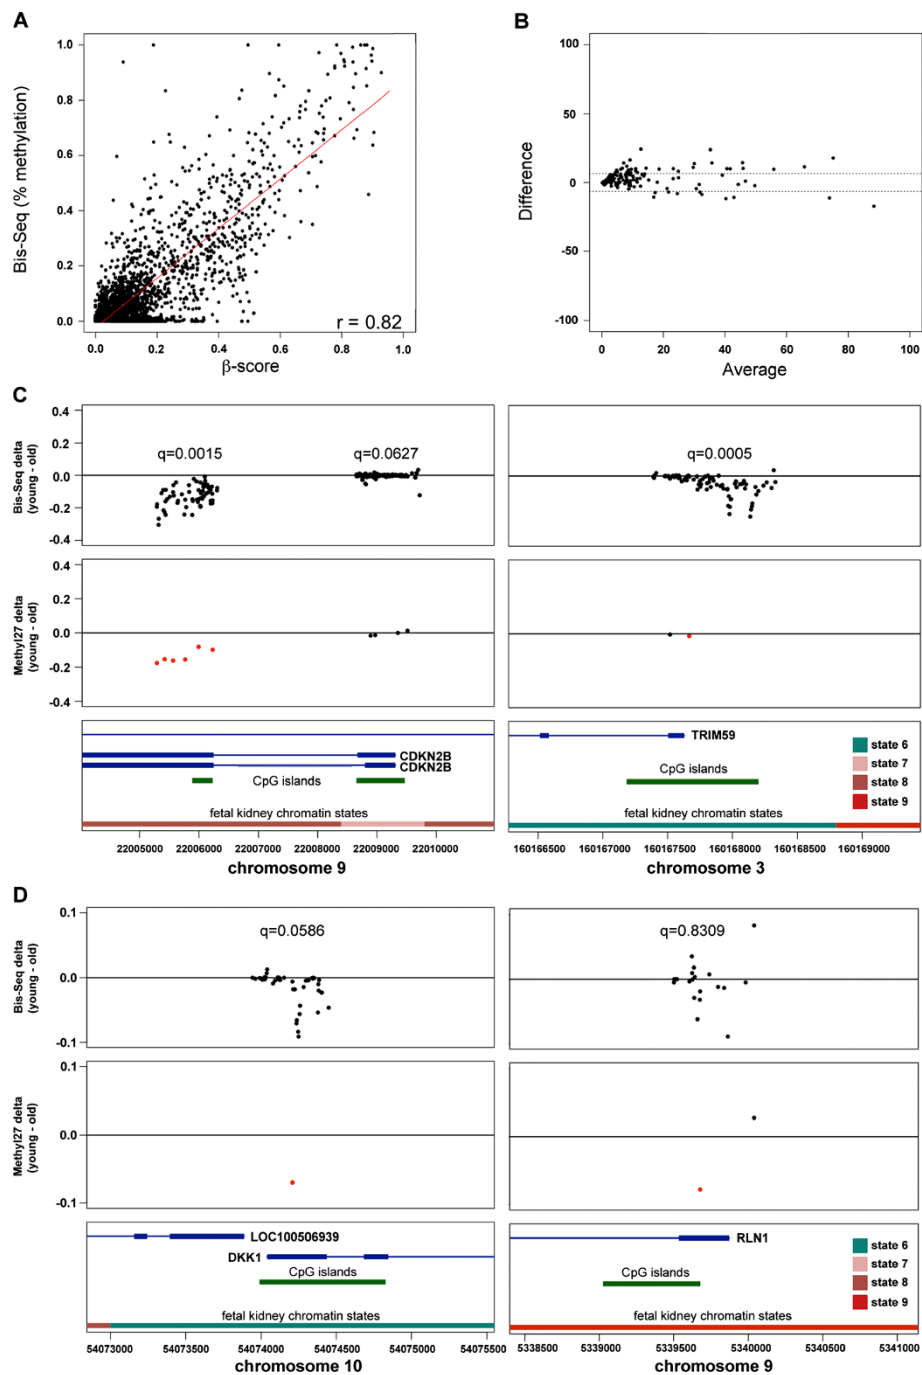 A
Bis-Seq (% methylation)
1.0
0.8
0.6
0.4
0.2
0.0
r = 0.82
0.0 0.2 0.4 0.6 0.8 1.0
β-score
B
Difference
100
50
0
-50
-100
0 20 40 60 80 100
Average
C
Bis-Seq delta
(young - old)
0.4
0.2
0.0
-0.2
-0.4
q=0.0015
q=0.0627
q=0.0005
Methyl27 delta
(young - old)
0.4
0.2
0.0
-0.2
-0.4
CDKN2B
CDKN2B
CpG islands
fetal kidney chromatin states
22005000 22006000 22007000 22008000 22009000 22010000
chromosome 9
TRIM59
CpG islands
state 6
state 7
state 8
state 9
fetal kidney chromatin states
160166000 160167000 160168000 160169000
160165000
chromosome 3
D
Bis-Seq delta
(young - old)
0.1
0.0
-0.1
q=0.0586
q=0.8309
Methyl27 delta
(young - old)
0.1
0.0
-0.1
LOC100506939
DKK1
CpG islands
fetal kidney chromatin states
54073000 54073500 54074000 54074500 54075000 54075500
chromosome 10
RLN1
CpG islands
state 6
state 7
state 8
state 9
fetal kidney chromatin states
5338500 5339000 5339500 5340000 5340500 5341000
chromosome 9